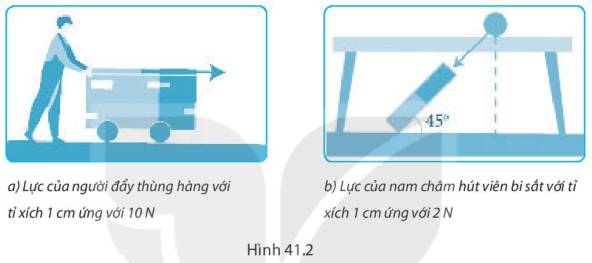 45°
a) Lực của người đẩy thùng hàng với
tỉ xích 1 cm ứng với 10 N
b) Lực của nam châm hút viên bi sắt với tỉ
xích 1 cm ứng với 2 N
Hình 41.2